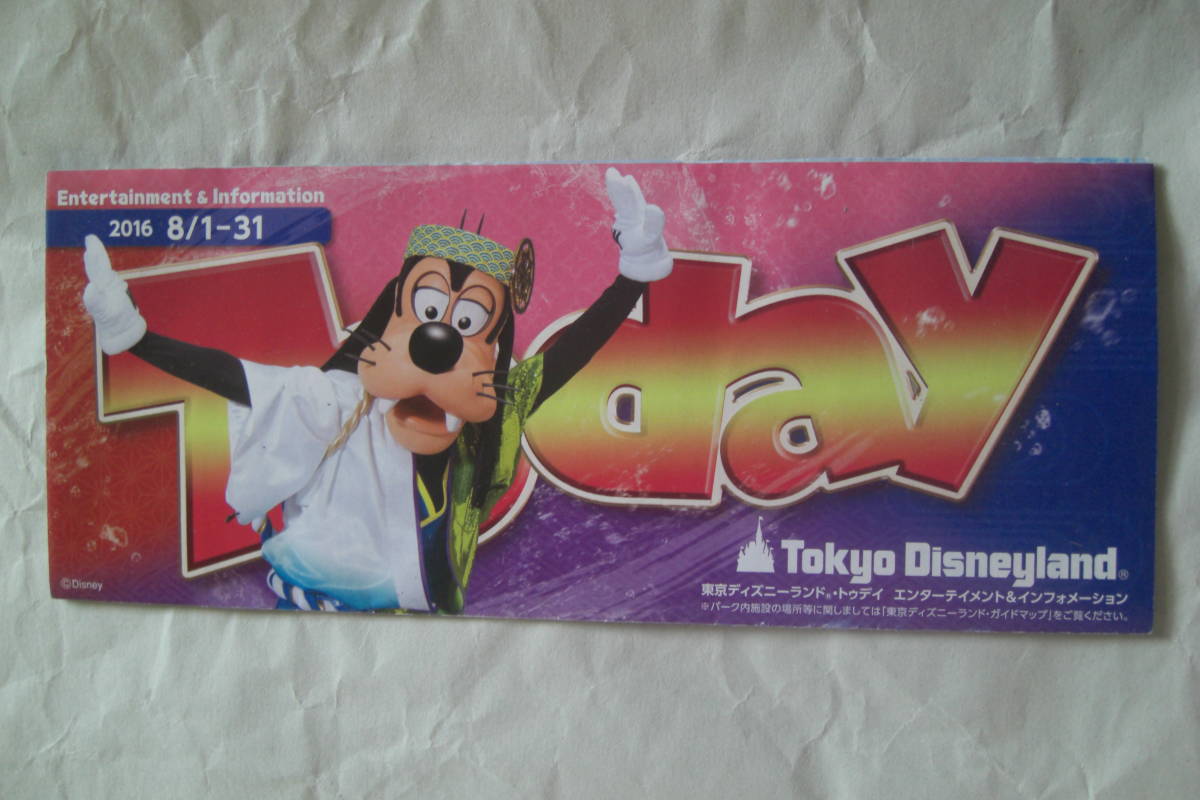 Entertainment & Information
2016 8/1-31
Today
Tokyo Disneyland®
東京ディズニーランド®・トゥデイ エンターテイメント&インフォメーション
※パーク内施設の場所等に関しましては「東京ディズニーランド・ガイドマップ」をご覧ください。
©Disney